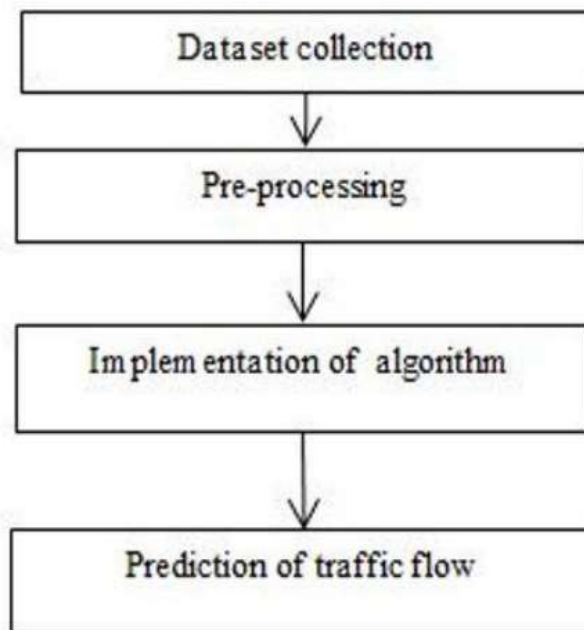 Dataset collection
Pre-processing
Implementation of algorithm
Prediction of traffic flow